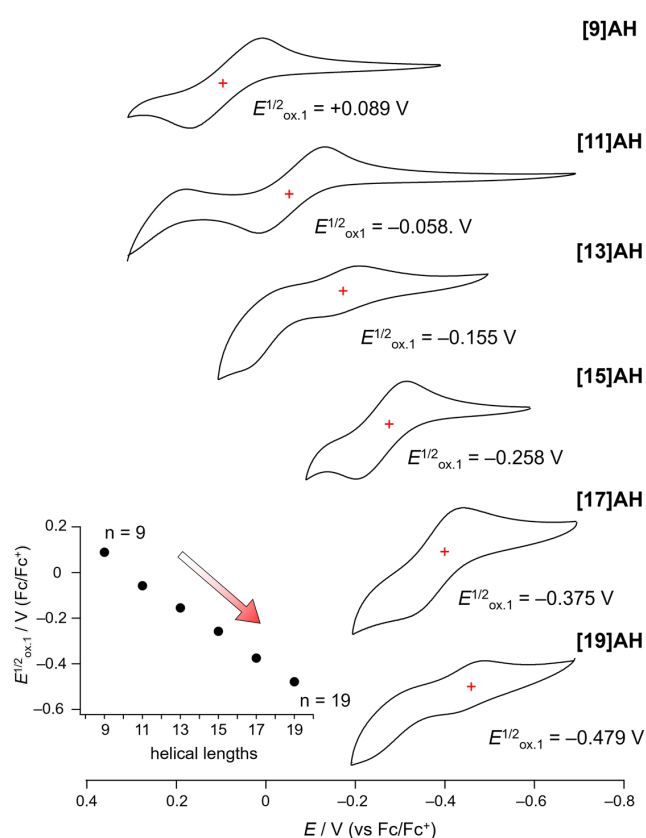 [9]AH
E1/2ox.1 = +0.089 V
[11]AH
E1/2ox1 = –0.058. V
[13]AH
E1/2ox.1 = –0.155 V
[15]AH
E1/2ox.1 = –0.258 V
[17]AH
E1/2ox.1 = –0.375 V
[19]AH
E1/2ox.1 = –0.479 V
E1/2ox.1 / V (Fc/Fc+)
0.2
0
–0.2
–0.4
–0.6
n = 9
n = 19
9 11 13 15 17 19
helical lengths
0.4 0.2 0 –0.2 –0.4 –0.6 –0.8
E / V (vs Fc/Fc+)